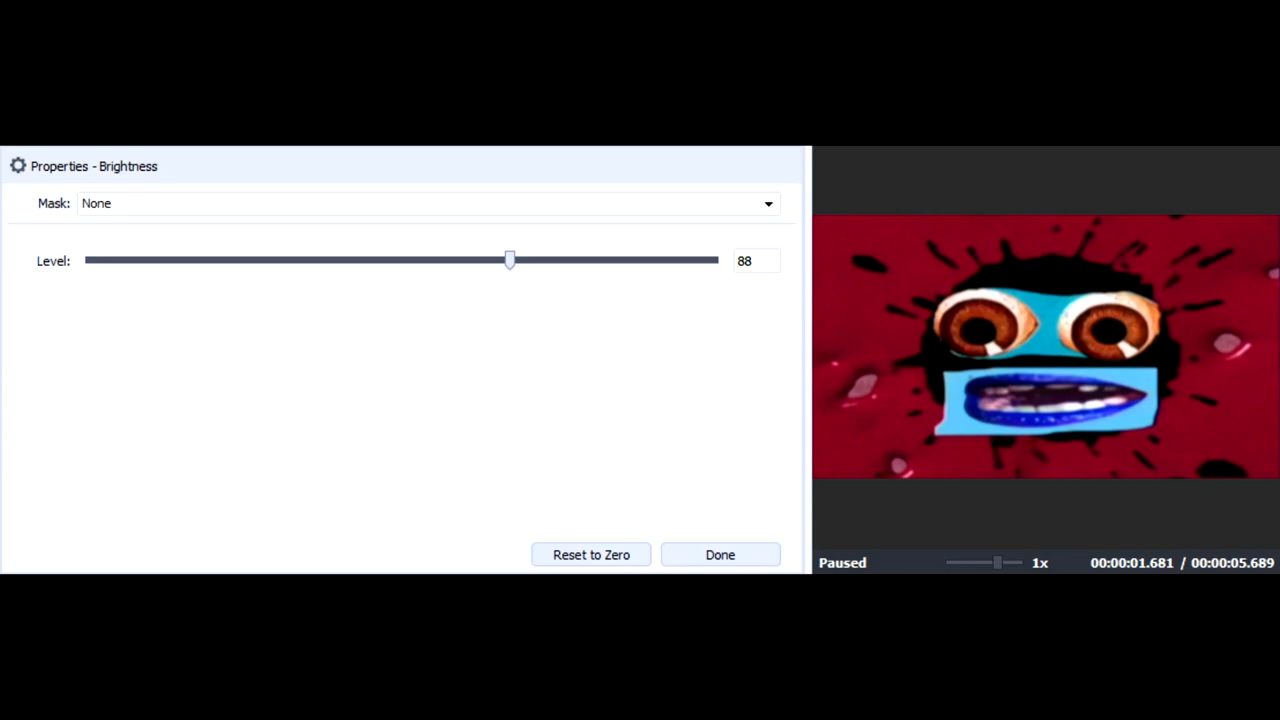 Properties - Brightness
Mask: None
Level: 88
Reset to Zero Done
Paused 1x 00:00:01.681 / 00:00:05.689